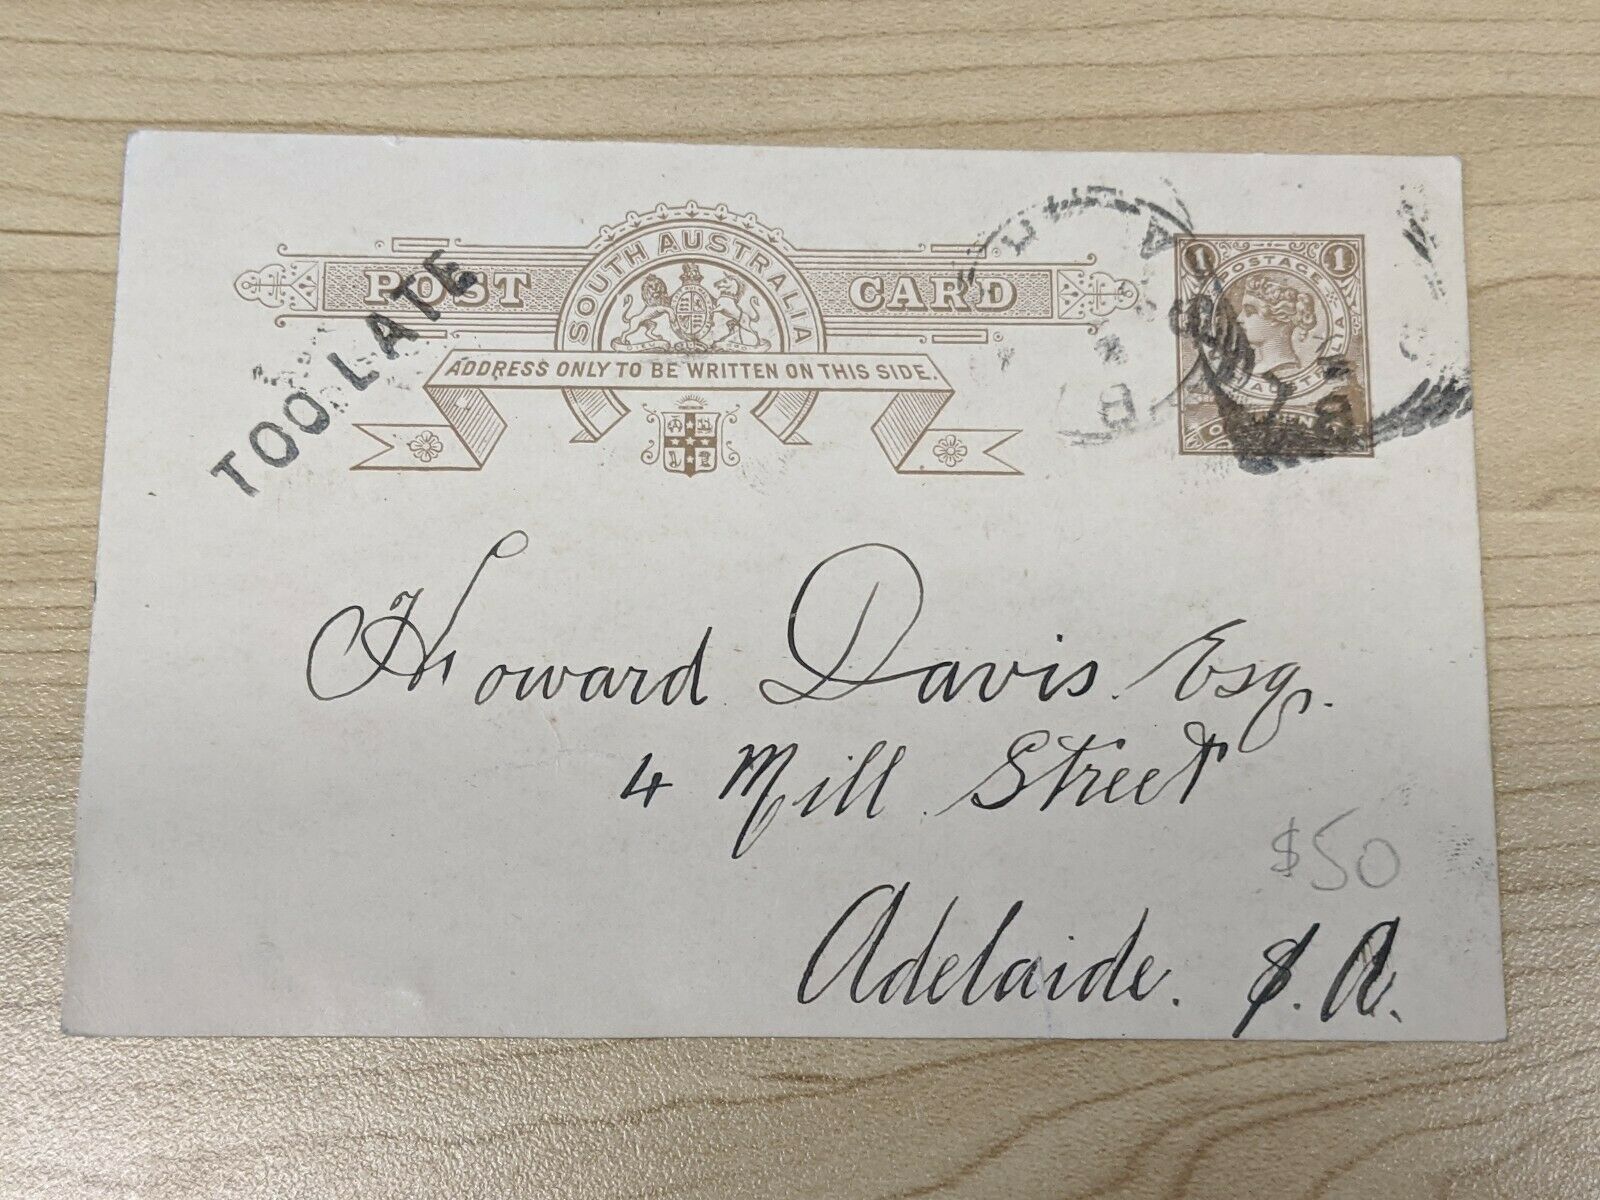 TOO LATE
SOUTH AUSTRALIA
POST CARD
ADDRESS ONLY TO BE WRITTEN ON THIS SIDE.
1 POSTAGE 1
Howard Davis. Esq.
4 Mill Street
$50
Adelaide. S. A.